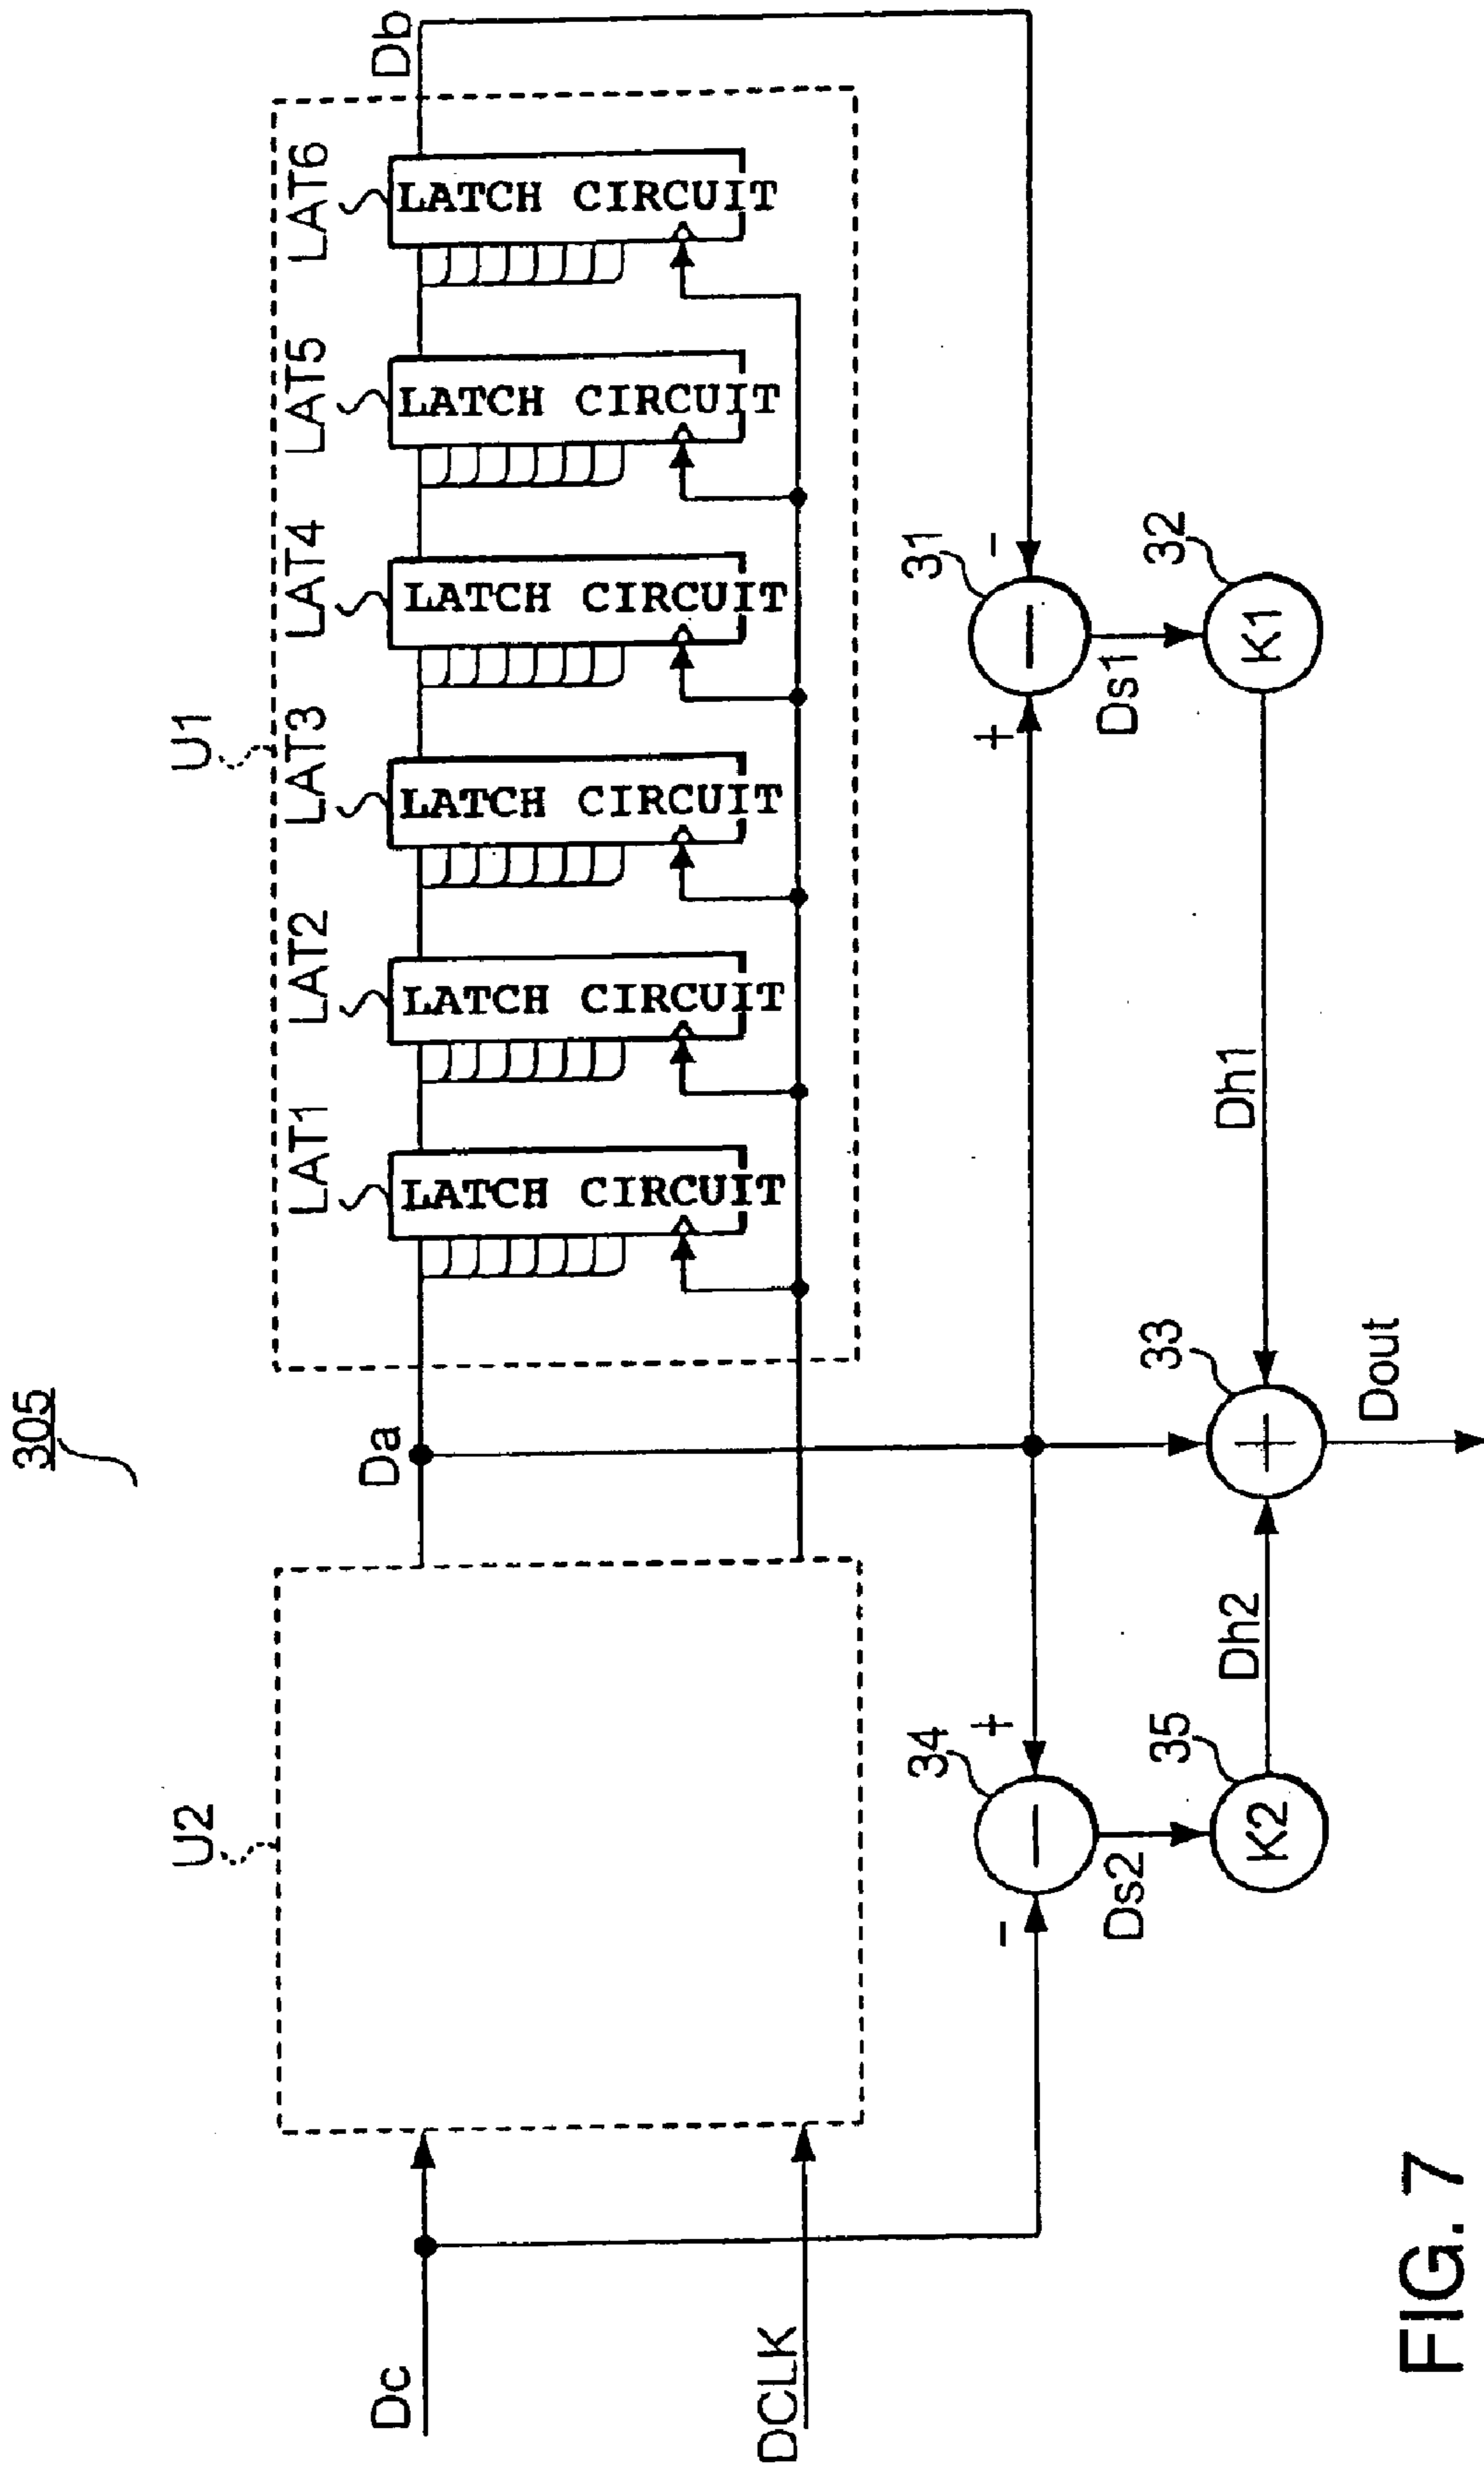 305
U2
U1
LAT1
LAT2
LAT3
LAT4
LAT5
LAT6
Dc
Da
Db
LATCH CIRCUIT
LATCH CIRCUIT
LATCH CIRCUIT
LATCH CIRCUIT
LATCH CIRCUIT
LATCH CIRCUIT
DCLK
34
31
− + + −
− −
Ds2
Ds1
35
33
32
K2
Dh2
+
Dh1
K1
Dout
FIG. 7